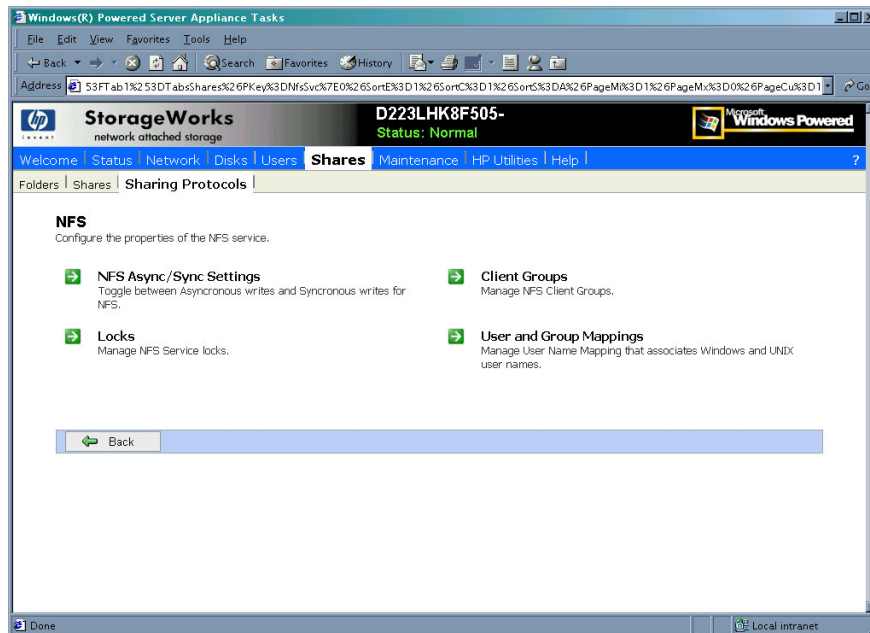 Windows(R) Powered Server Appliance Tasks
File Edit View Favorites Tools Help
Back Search Favorites History
Address 53FTab1%253DTabsShares%26PKey%3DNfsSvc%7E0%26SortE%3D1%26SortC%3D1%26SortS%3DA%26PageMi%3D1%26PageMx%3D0%26PageCu%3D1 Go
hp
invent
StorageWorks
network attached storage
D223LHK8F505-
Status: Normal
Microsoft
Windows Powered
Welcome Status Network Disks Users Shares Maintenance HP Utilities Help ?
Folders Shares Sharing Protocols
NFS
Configure the properties of the NFS service.
NFS Async/Sync Settings
Toggle between Asyncronous writes and Syncronous writes for
NFS.
Client Groups
Manage NFS Client Groups.
Locks
Manage NFS Service locks.
User and Group Mappings
Manage User Name Mapping that associates Windows and UNIX
user names.
Back
Done
Local intranet